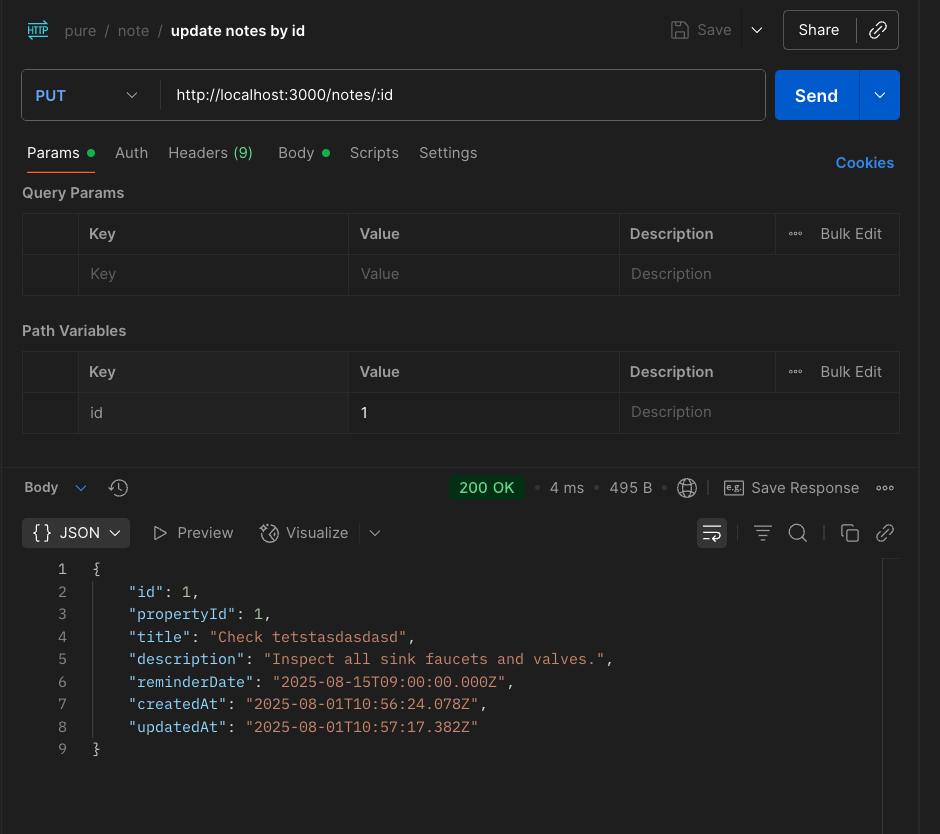 HTTP pure / note / update notes by id Save Share
PUT http://localhost:3000/notes/:id Send
Params Auth Headers (9) Body Scripts Settings Cookies
Query Params
Key Value Description Bulk Edit
Key Value Description
Path Variables
Key Value Description Bulk Edit
id 1 Description
Body 200 OK • 4 ms • 495 B • e.g. Save Response
{} JSON Preview Visualize
1 {
2 "id": 1,
3 "propertyId": 1,
4 "title": "Check tetstasdasdasd",
5 "description": "Inspect all sink faucets and valves.",
6 "reminderDate": "2025-08-15T09:00:00.000Z",
7 "createdAt": "2025-08-01T10:56:24.078Z",
8 "updatedAt": "2025-08-01T10:57:17.382Z"
9 }